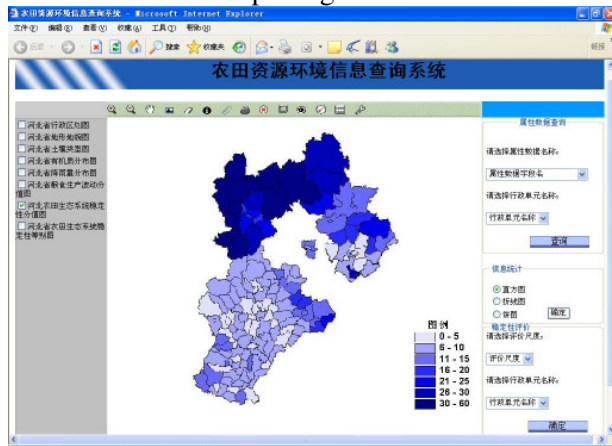 农田资源环境信息查询系统 - Microsoft Internet Explorer
文件(F) 编辑(E) 查看(V) 收藏(A) 工具(T) 帮助(H)
后退 搜索 收藏夹 链接
农田资源环境信息查询系统
河北省行政区划图
河北省地形地貌图
河北省土壤类型图
河北省有机质分布图
河北省降雨量分布图
河北省粮食生产波动分
值图
河北农田生态系统稳定
性分值图
河北省农田生态系统稳
定性等别图
属性数据查询
请选择属性数据名称:
属性数据字段名
请选择行政单元名称:
行政单元名称
查询
信息统计
直方图
折线图
饼图 确定
稳定性评价
请选择评价尺度:
评价尺度
请选择行政单元名称:
行政单元名称
确定
图例
0 - 5
6 - 10
11 - 15
16 - 20
21 - 25
26 - 30
30 - 60